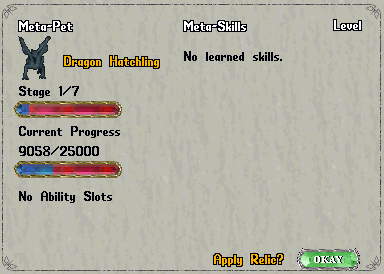 Meta-Pet
Meta-Skills
Level
Dragon Hatchling
No learned skills.
Stage 1/7
Current Progress
9058/25000
No Ability Slots
Apply Relic?
OKAY